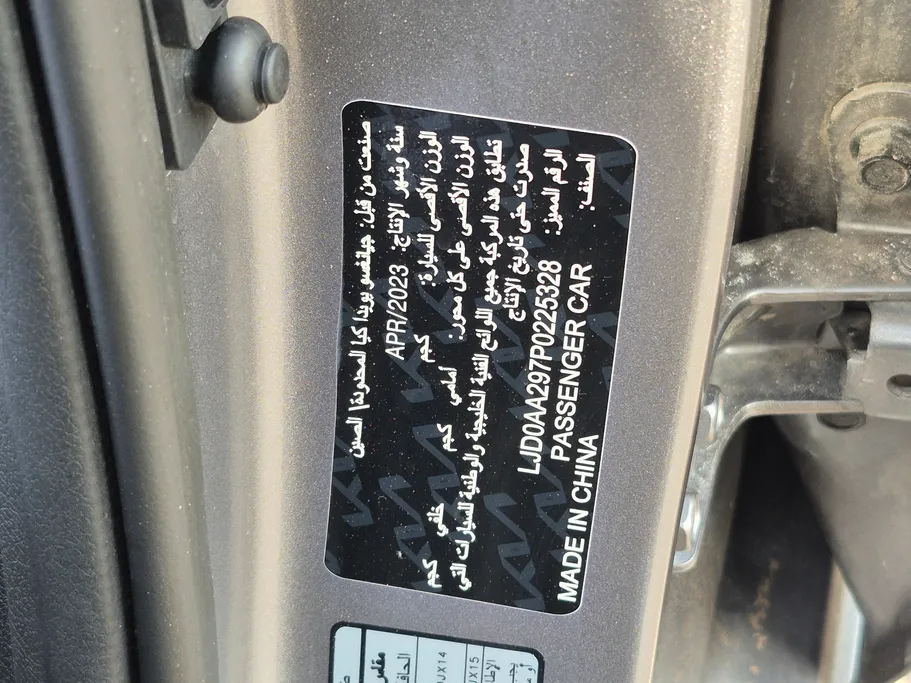 صنعت من قبل: جيانغسو يويدا كيا المحدودة\ الصين
سنة وشهر الإنتاج: APR/2023
الوزن الأقصى للسيارة: كجم
الوزن الأقصى على كل محور: أمامي كجم خلفي كجم
تطابق هذه المركبة جميع اللوائح الفنية الخليجية والوطنية للسيارات التي
صدرت حتى تاريخ الإنتاج
الرقم المميز: LJD0AA297P0225328
الصنف: PASSENGER CAR
MADE IN CHINA